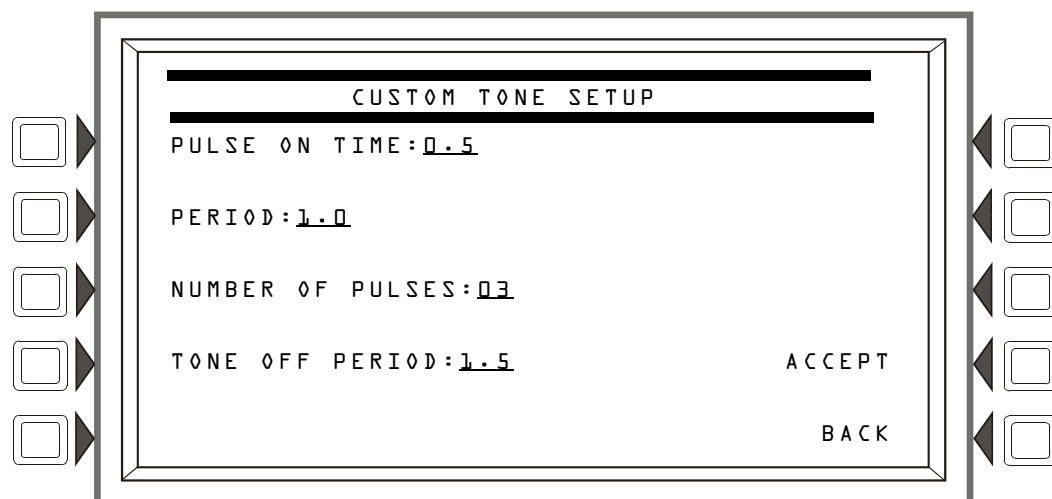 CUSTOM TONE SETUP
PULSE ON TIME:0.5
PERIOD:1.0
NUMBER OF PULSES:03
TONE OFF PERIOD:1.5
ACCEPT
BACK